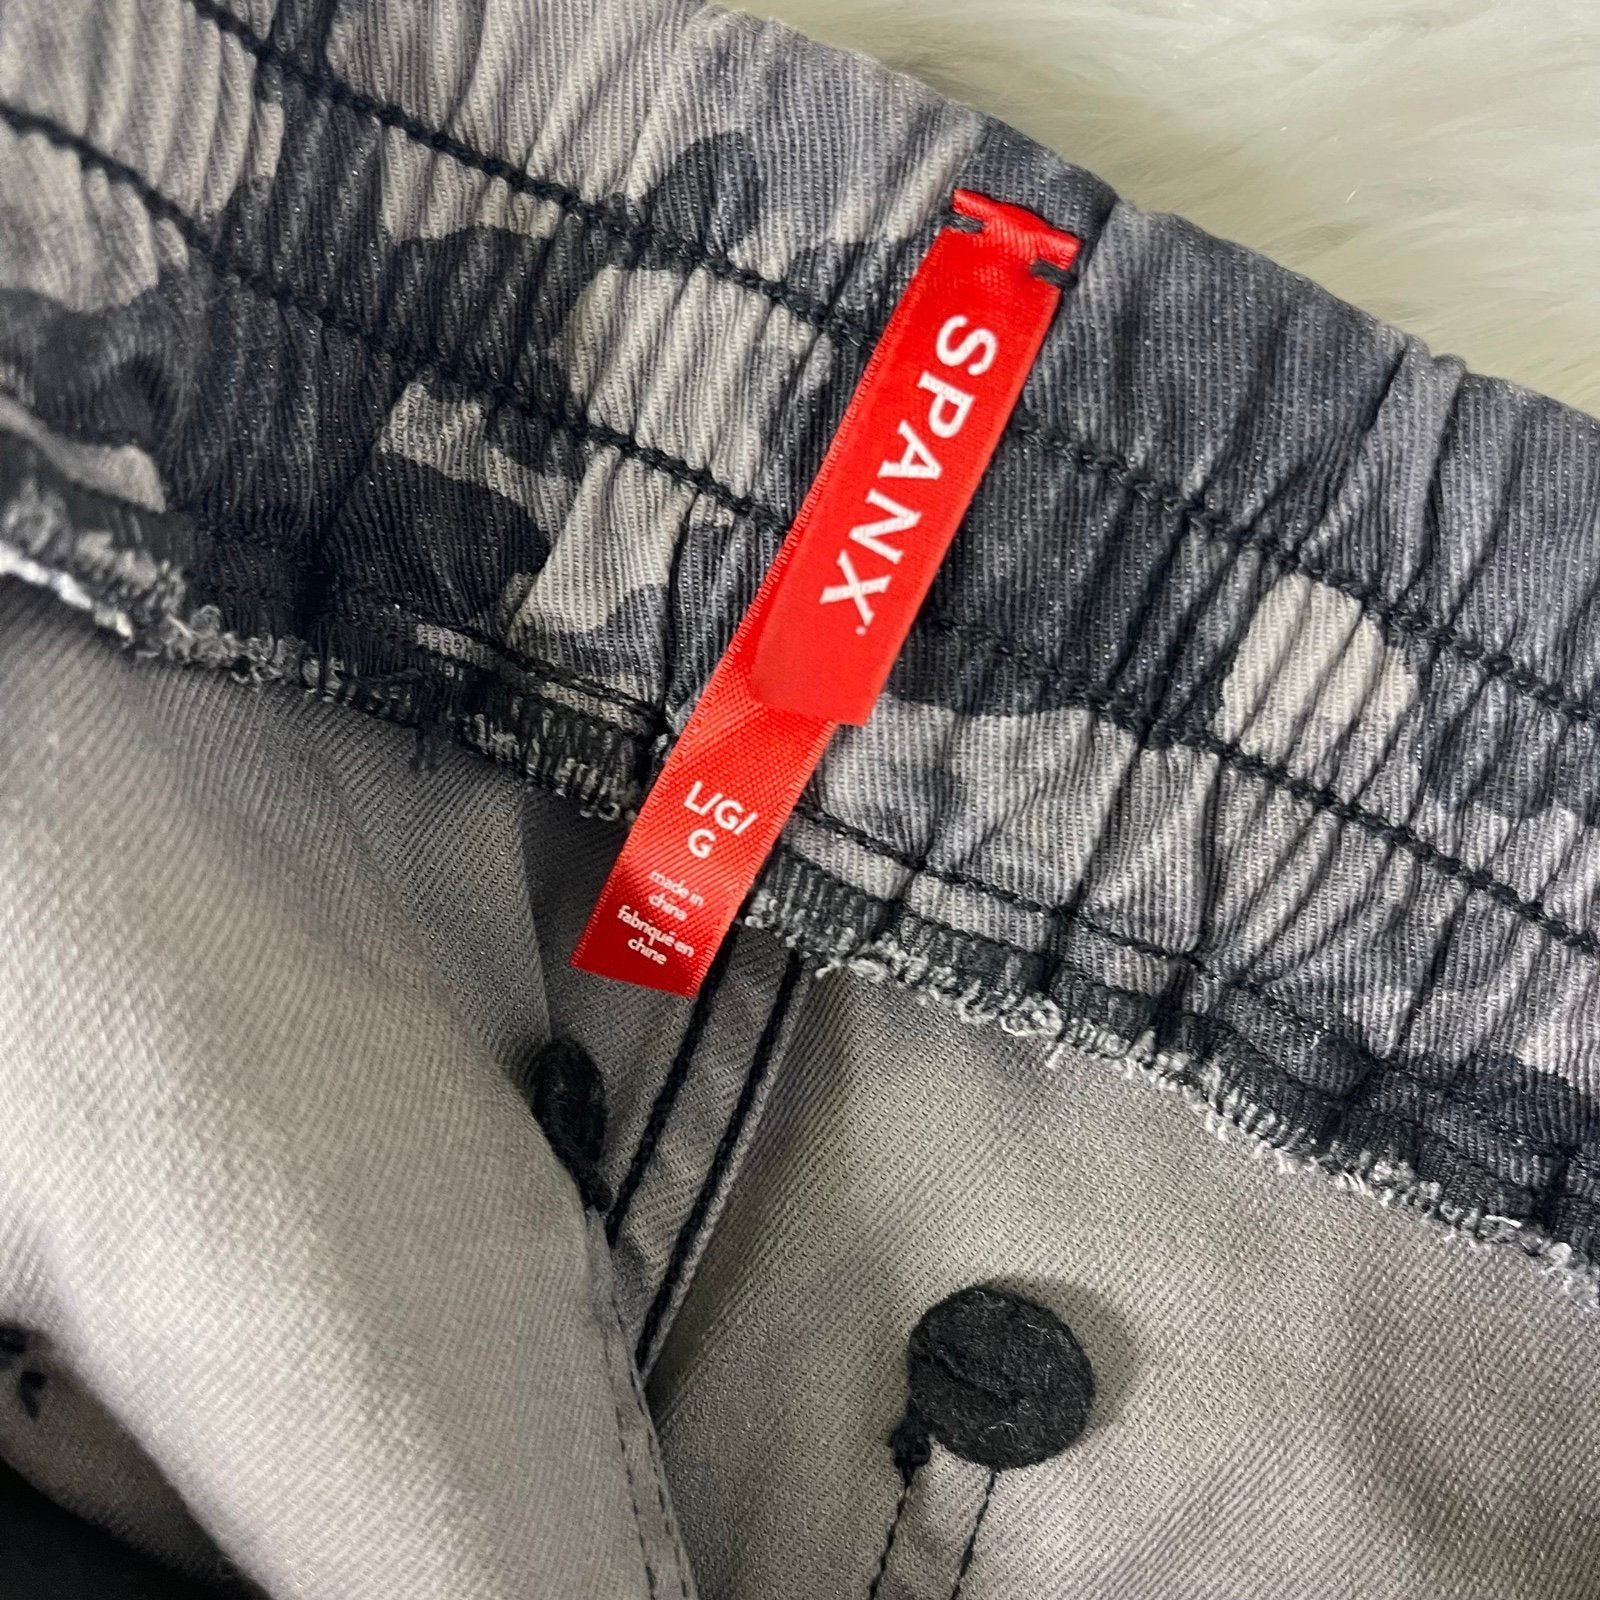 SPANX
L/G/
G
made in
china
fabriqué en
chine